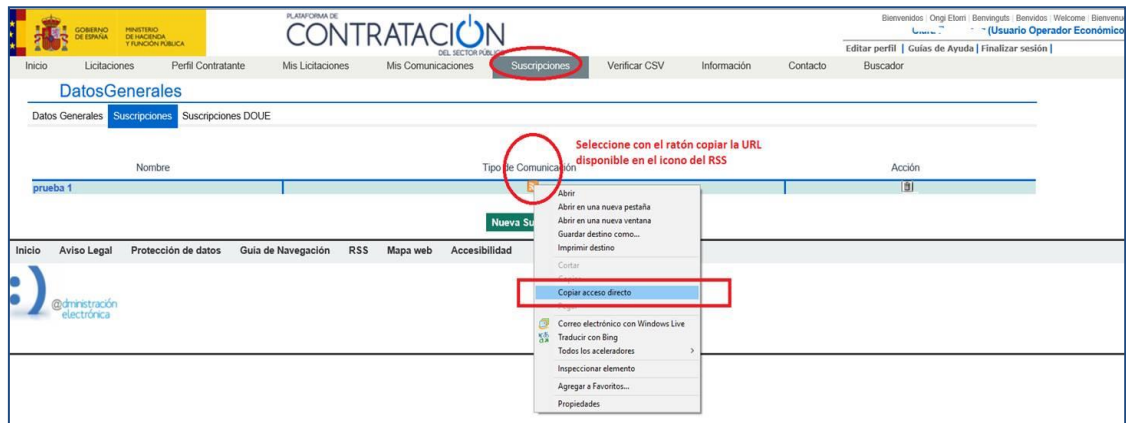 GOBIERNO DE ESPAÑA
MINISTERIO DE HACIENDA Y FUNCIÓN PÚBLICA
PLATAFORMA DE
CONTRATACIÓN
DEL SECTOR PÚBLICO
Bienvenidos | Ongi Etorri | Benvinguts | Benvidos | Welcome | Bienvenue
(Usuario Operador Económico
Editar perfil | Guías de Ayuda | Finalizar sesión |
Inicio Licitaciones Perfil Contratante Mis Licitaciones Mis Comunicaciones Suscripciones Verificar CSV Información Contacto Buscador
DatosGenerales
Datos Generales Suscripciones Suscripciones DOUE
Seleccione con el ratón copiar la URL
disponible en el icono del RSS
Nombre Tipo de Comunicación Acción
prueba 1
Nueva Su
Abrir
Abrir en una nueva pestaña
Abrir en una nueva ventana
Guardar destino como...
Imprimir destino
Cortar
Copiar
Copiar acceso directo
Pegar
Correo electrónico con Windows Live
Traducir con Bing
Todos los aceleradores >
Inspeccionar elemento
Agregar a Favoritos...
Propiedades
Inicio Aviso Legal Protección de datos Guia de Navegación RSS Mapa web Accesibilidad
:)
@dministración
electrónica